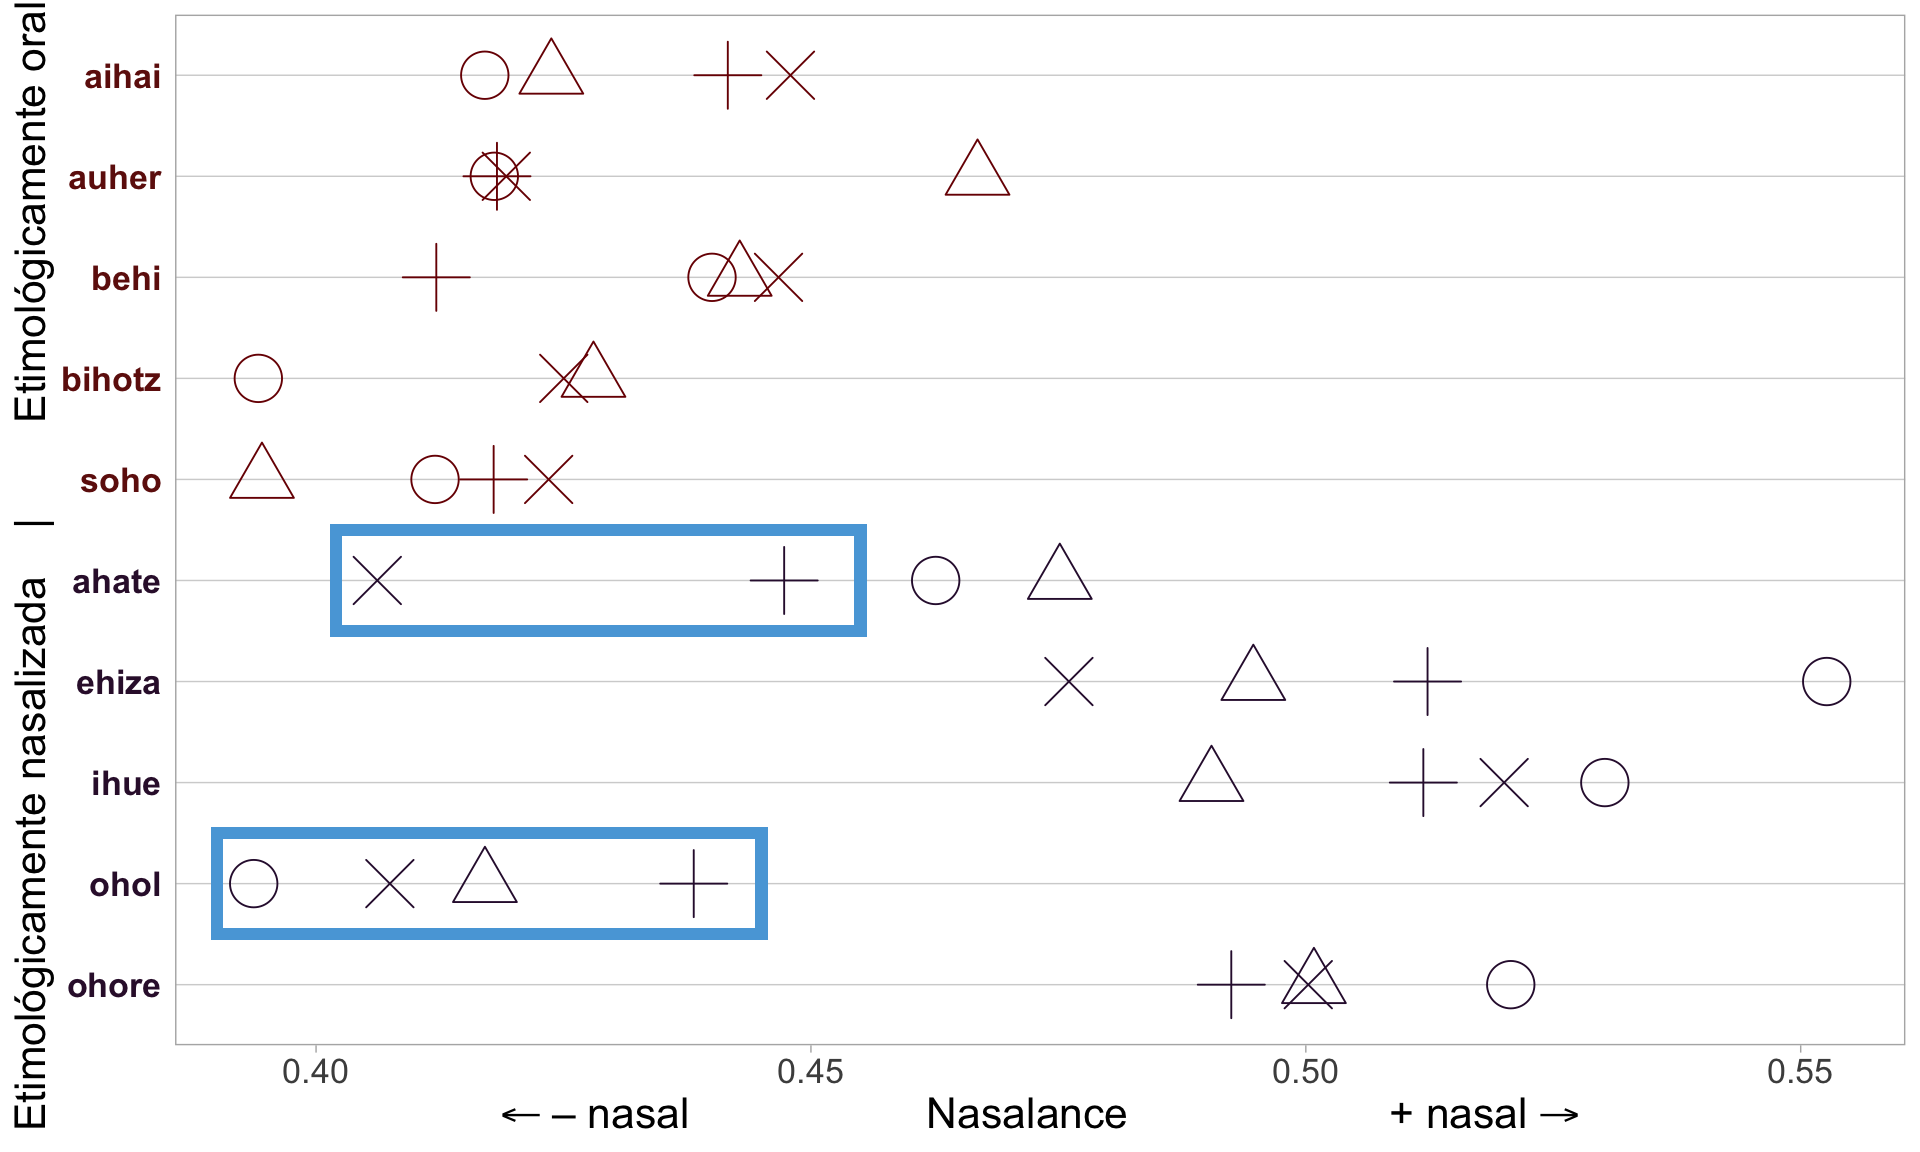 Etimológicamente nasalizada | Etimológicamente oral
aihai
auher
behi
bihotz
soho
ahate
ehiza
ihue
ohol
ohore
0.40 0.45 0.50 0.55
← – nasal Nasalance + nasal →